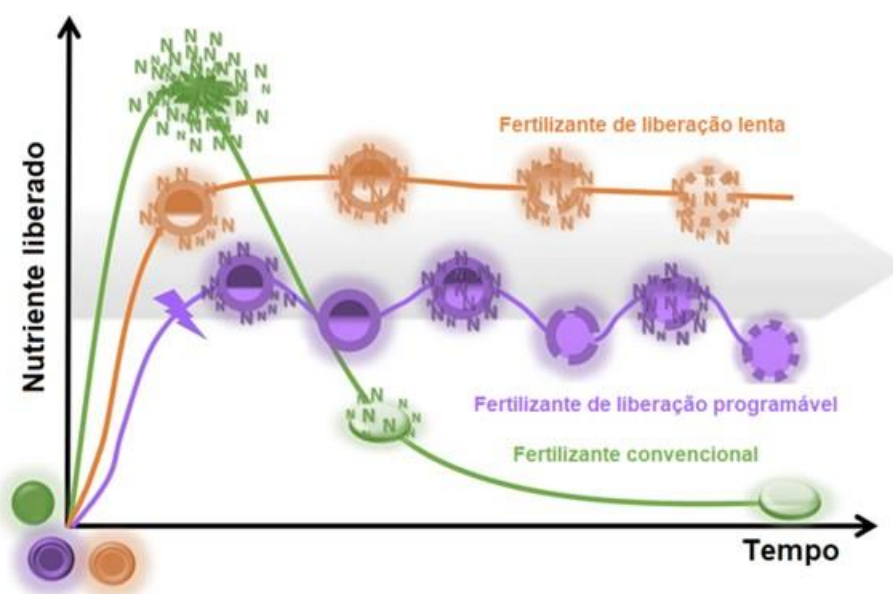 Fertilizante de liberação lenta
Nutriente liberado
Fertilizante de liberação programável
Fertilizante convencional
Tempo